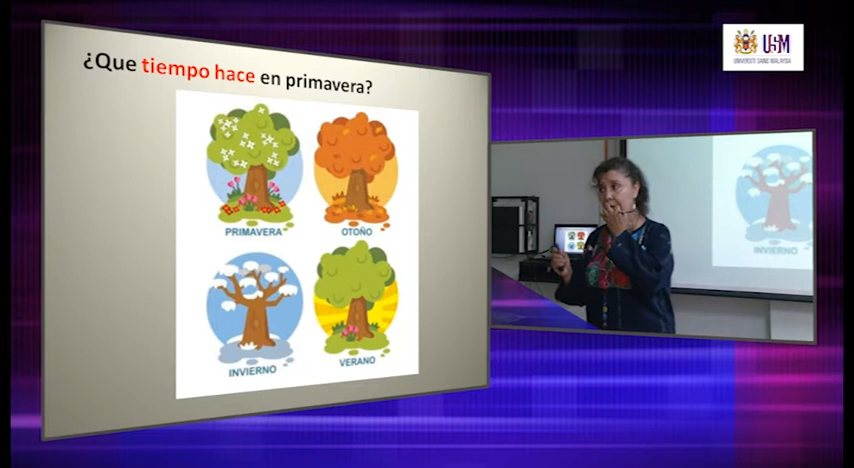 ¿Que tiempo hace en primavera?
PRIMAVERA
OTOÑO
INVIERNO
VERANO
USM
UNIVERSITI SAINS MALAYSIA
INVIERNO